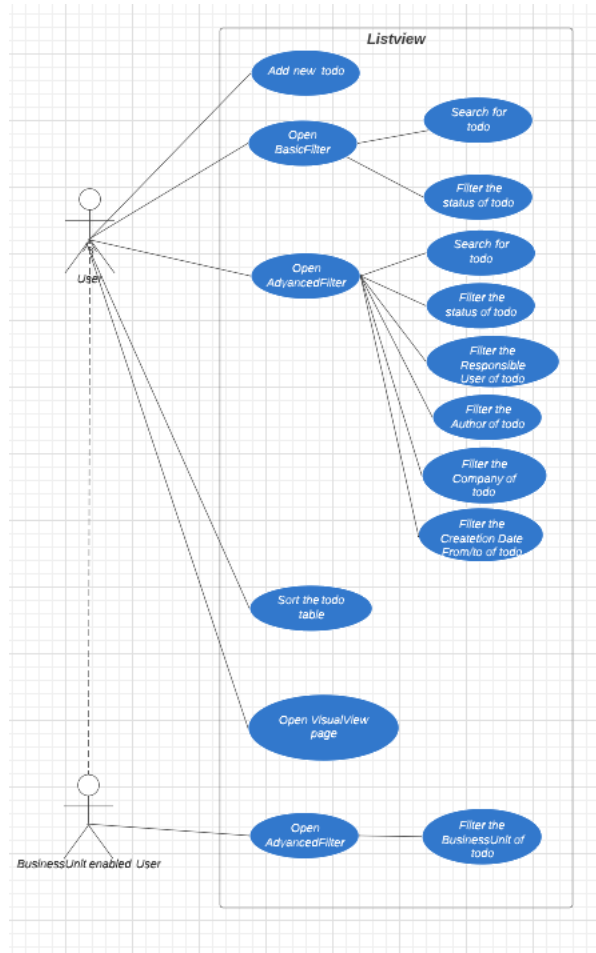 Listview
Add new todo
Open
BasicFilter
Search for
todo
Filter the
status of todo
User
Open
AdvancedFilter
Search for
todo
Filter the
status of todo
Filter the
Responsible
User of todo
Filter the
Author of todo
Filter the
Company of
todo
Filter the
Createtion Date
From/to of todo
Sort the todo
table
Open VisualView
page
BusinessUnit enabled User
Open
AdvancedFilter
Filter the
BusinessUnit of
todo